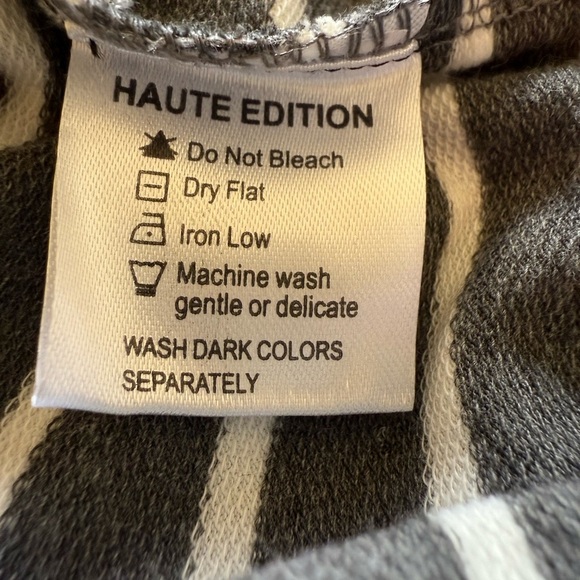 HAUTE EDITION
Do Not Bleach
Dry Flat
Iron Low
Machine wash
gentle or delicate
WASH DARK COLORS
SEPARATELY